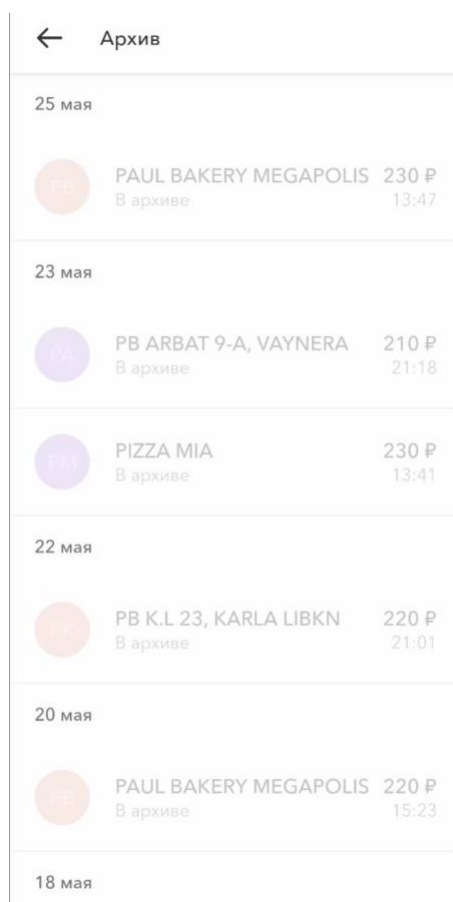 Архив
25 мая
PB
PAUL BAKERY MEGAPOLIS 230 ₽
В архиве 13:47
23 мая
PA
PB ARBAT 9-A, VAYNERA 210 ₽
В архиве 21:18
PM
PIZZA MIA 230 ₽
В архиве 13:41
22 мая
PK
PB K.L 23, KARLA LIBKN 220 ₽
В архиве 21:01
20 мая
PB
PAUL BAKERY MEGAPOLIS 220 ₽
В архиве 15:23
18 мая